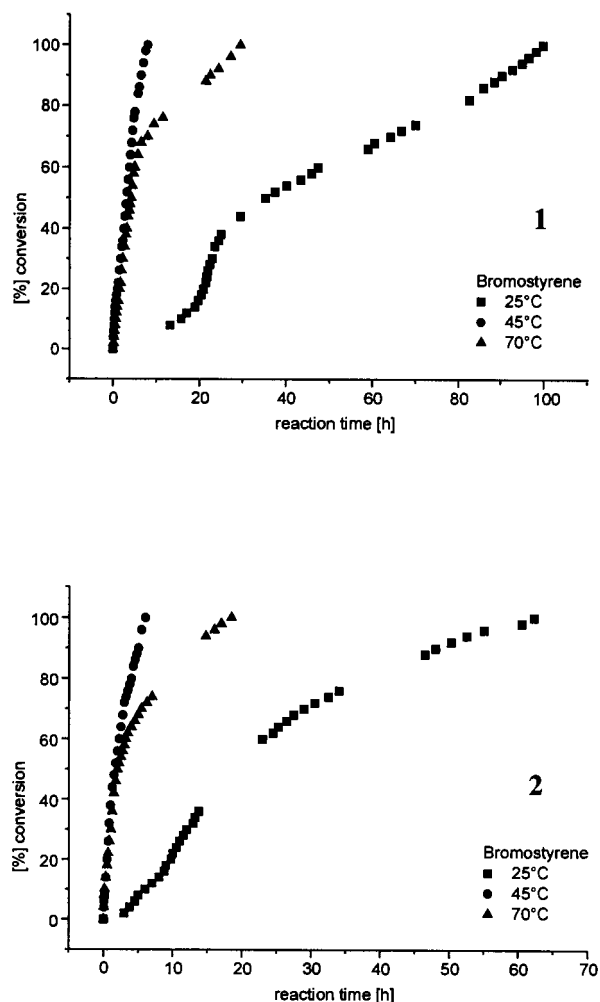 100
80
60
40
20
0
[%] conversion
1
Bromostyrene
25°C
45°C
70°C
0 20 40 60 80 100
reaction time [h]
100
80
60
40
20
0
[%] conversion
2
Bromostyrene
25°C
45°C
70°C
0 10 20 30 40 50 60 70
reaction time [h]